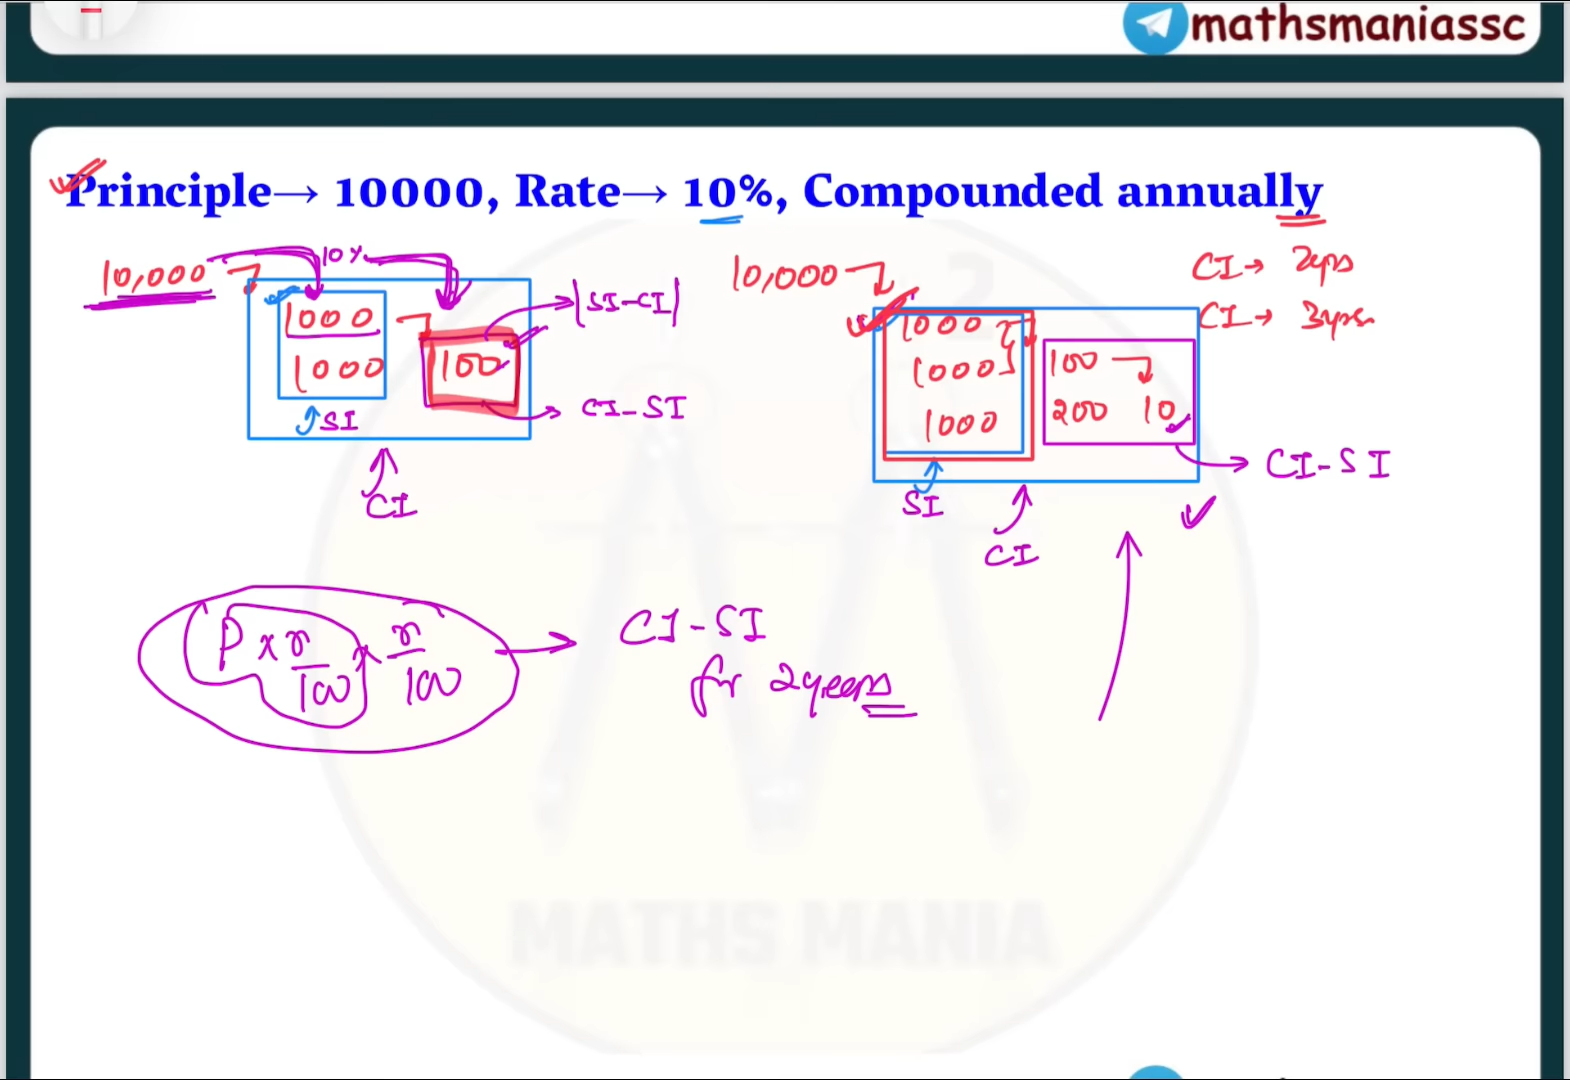 mathsmaniassc
Principle→ 10000, Rate→ 10%, Compounded annually
10,000
10%
1000
1000
100
|SI-CI|
CI-SI
SI
CI
10,000
1000
1000
1000
100
200 10
CI→ 2yrs
CI→ 3yrs
CI-SI
SI
CI
P x r/100 x r/100 → CI-SI
for 2years
MATHS MANIA